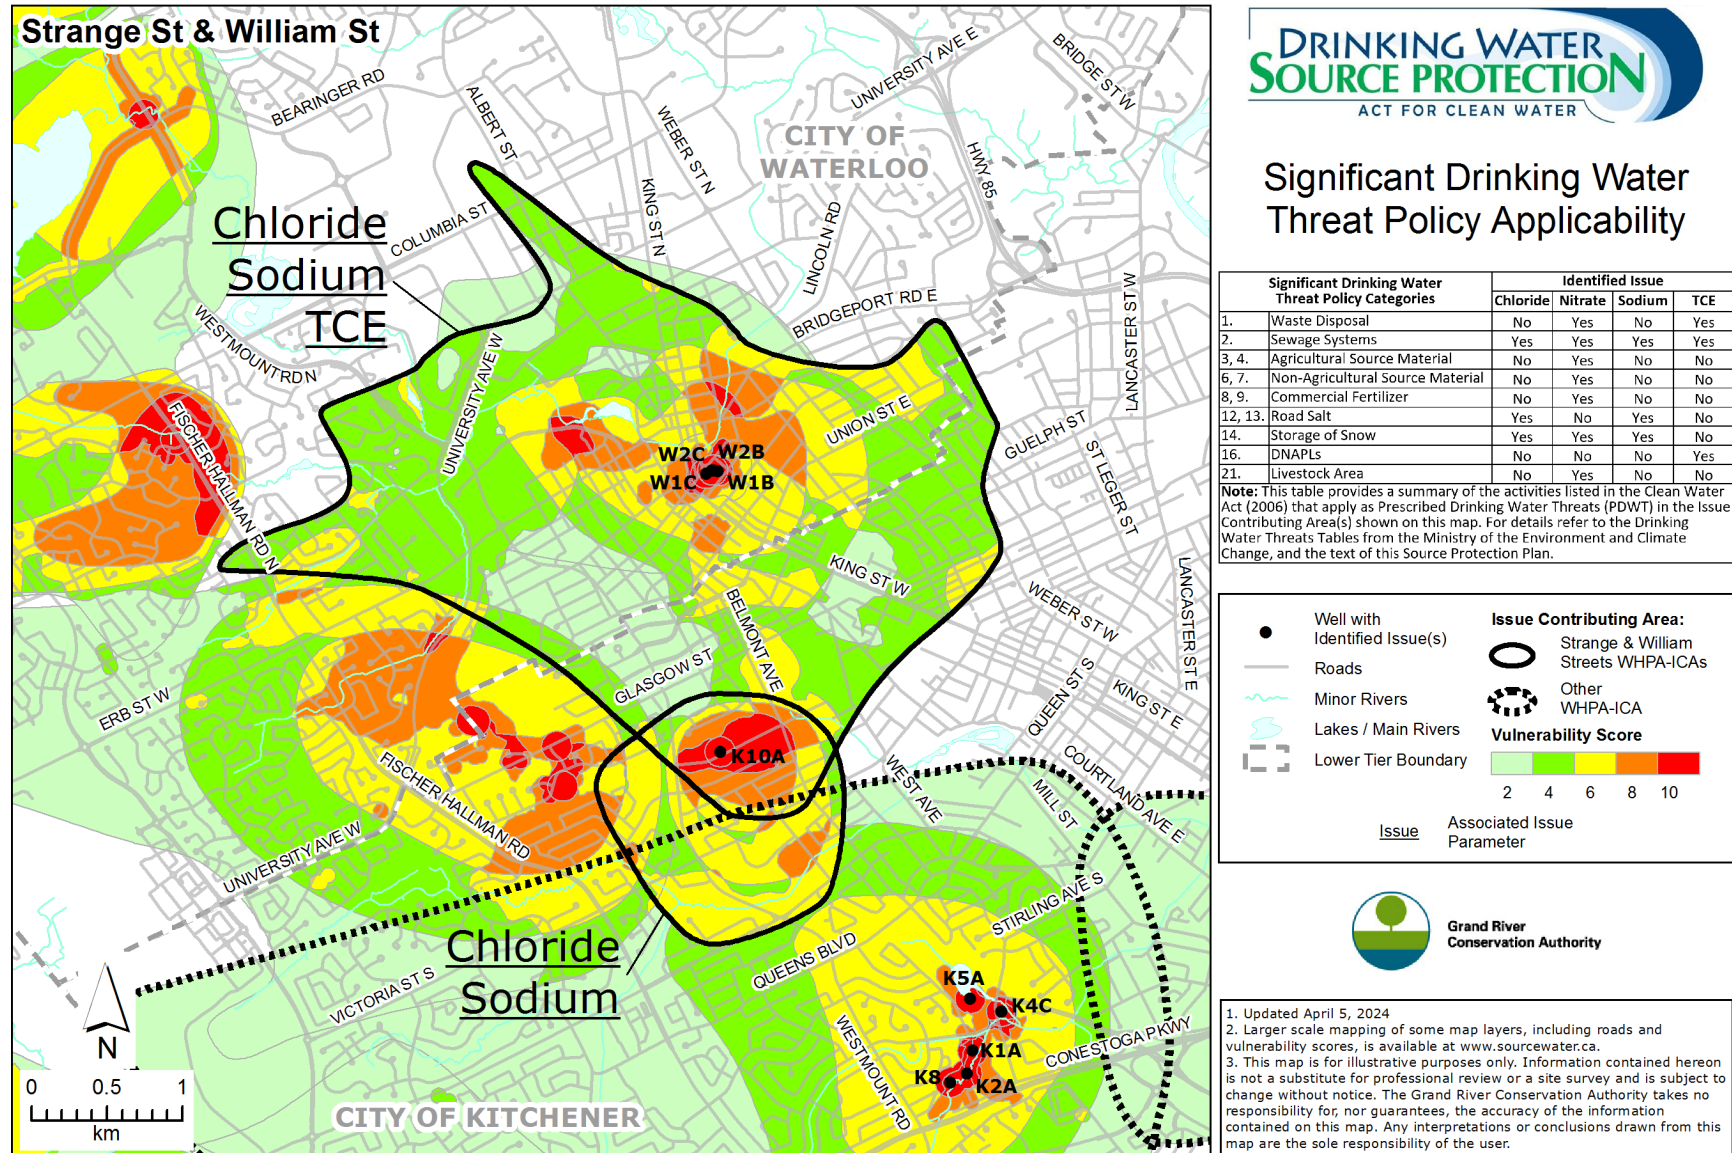 Strange St & William St
BEARINGER RD
ALBERT ST
WEBER ST N
KING ST N
UNIVERSITY AVE E
BRIDGE ST W
CITY OF
WATERLOO
HWY 85
COLUMBIA ST
LINCOLN RD
Chloride
Sodium
TCE
WESTMOUNT RD N
BRIDGEPORT RD E
LANCASTER ST W
UNIVERSITY AVE W
FISCHER HALLMAN RD N
UNION ST E
GUELPH ST
ST LEGER ST
W2C
W2B
W1C
W1B
KING ST W
BELMONT AVE
WEBER ST W
LANCASTER ST E
GLASGOW ST
QUEEN ST S
KING ST E
ERB ST W
K10A
FISCHER HALLMAN RD
WEST AVE
MILL ST
COURTLAND AVE E
UNIVERSITY AVE W
STIRLING AVE S
Chloride
Sodium
QUEENS BLVD
VICTORIA ST S
K5A
K4C
K1A
K8
K2A
WESTMOUNT RD
CONESTOGA PKWY
CITY OF KITCHENER
N
0 0.5 1
km
DRINKING WATER
SOURCE PROTECTION
ACT FOR CLEAN WATER
Significant Drinking Water
Threat Policy Applicability
Significant Drinking Water
Threat Policy Categories
Identified Issue
Chloride Nitrate Sodium TCE
1. Waste Disposal No Yes No Yes
2. Sewage Systems Yes Yes Yes Yes
3, 4. Agricultural Source Material No Yes No No
6, 7. Non-Agricultural Source Material No Yes No No
8, 9. Commercial Fertilizer No Yes No No
12, 13. Road Salt Yes No Yes No
14. Storage of Snow Yes Yes Yes No
16. DNAPLs No No No Yes
21. Livestock Area No Yes No No
Note: This table provides a summary of the activities listed in the Clean Water
Act (2006) that apply as Prescribed Drinking Water Threats (PDWT) in the Issue
Contributing Area(s) shown on this map. For details refer to the Drinking
Water Threats Tables from the Ministry of the Environment and Climate
Change, and the text of this Source Protection Plan.
Well with
Identified Issue(s)
Roads
Minor Rivers
Lakes / Main Rivers
Lower Tier Boundary
Issue Contributing Area:
Strange & William
Streets WHPA-ICAs
Other
WHPA-ICA
Vulnerability Score
2 4 6 8 10
Issue
Associated Issue
Parameter
Grand River
Conservation Authority
1. Updated April 5, 2024
2. Larger scale mapping of some map layers, including roads and
vulnerability scores, is available at www.sourcewater.ca.
3. This map is for illustrative purposes only. Information contained hereon
is not a substitute for professional review or a site survey and is subject to
change without notice. The Grand River Conservation Authority takes no
responsibility for, nor guarantees, the accuracy of the information
contained on this map. Any interpretations or conclusions drawn from this
map are the sole responsibility of the user.